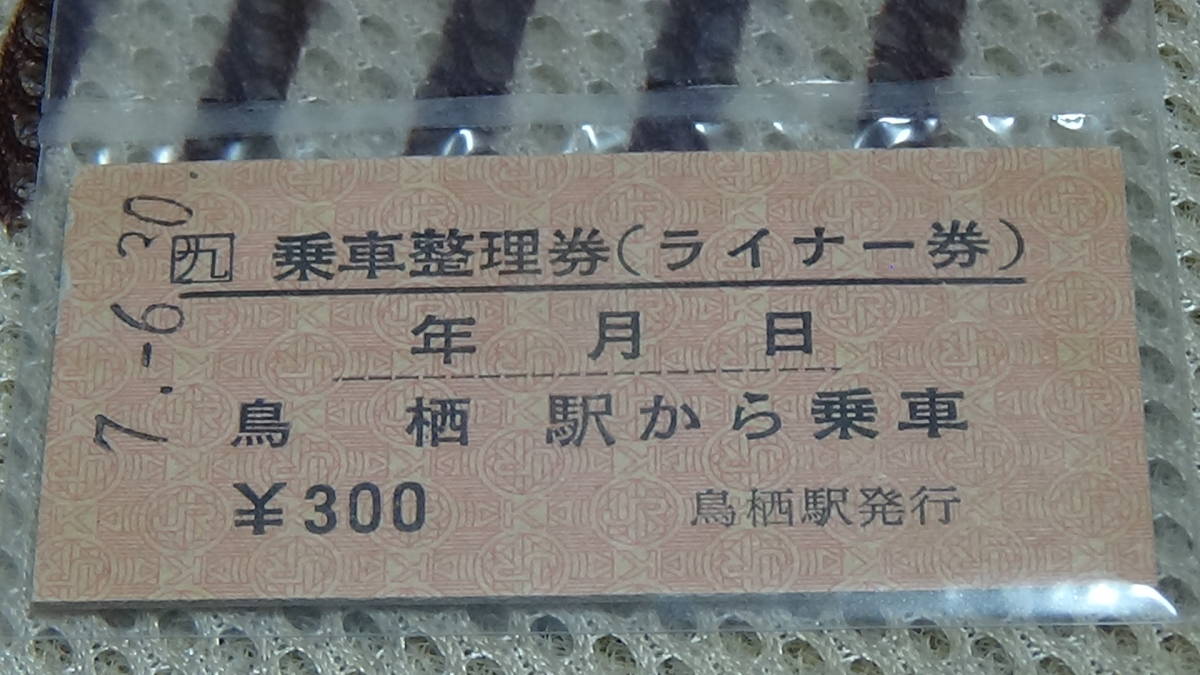 7.-6.30
九 乗車整理券(ライナー券)
年 月 日
鳥 栖 駅から乗車
¥300 鳥栖駅発行